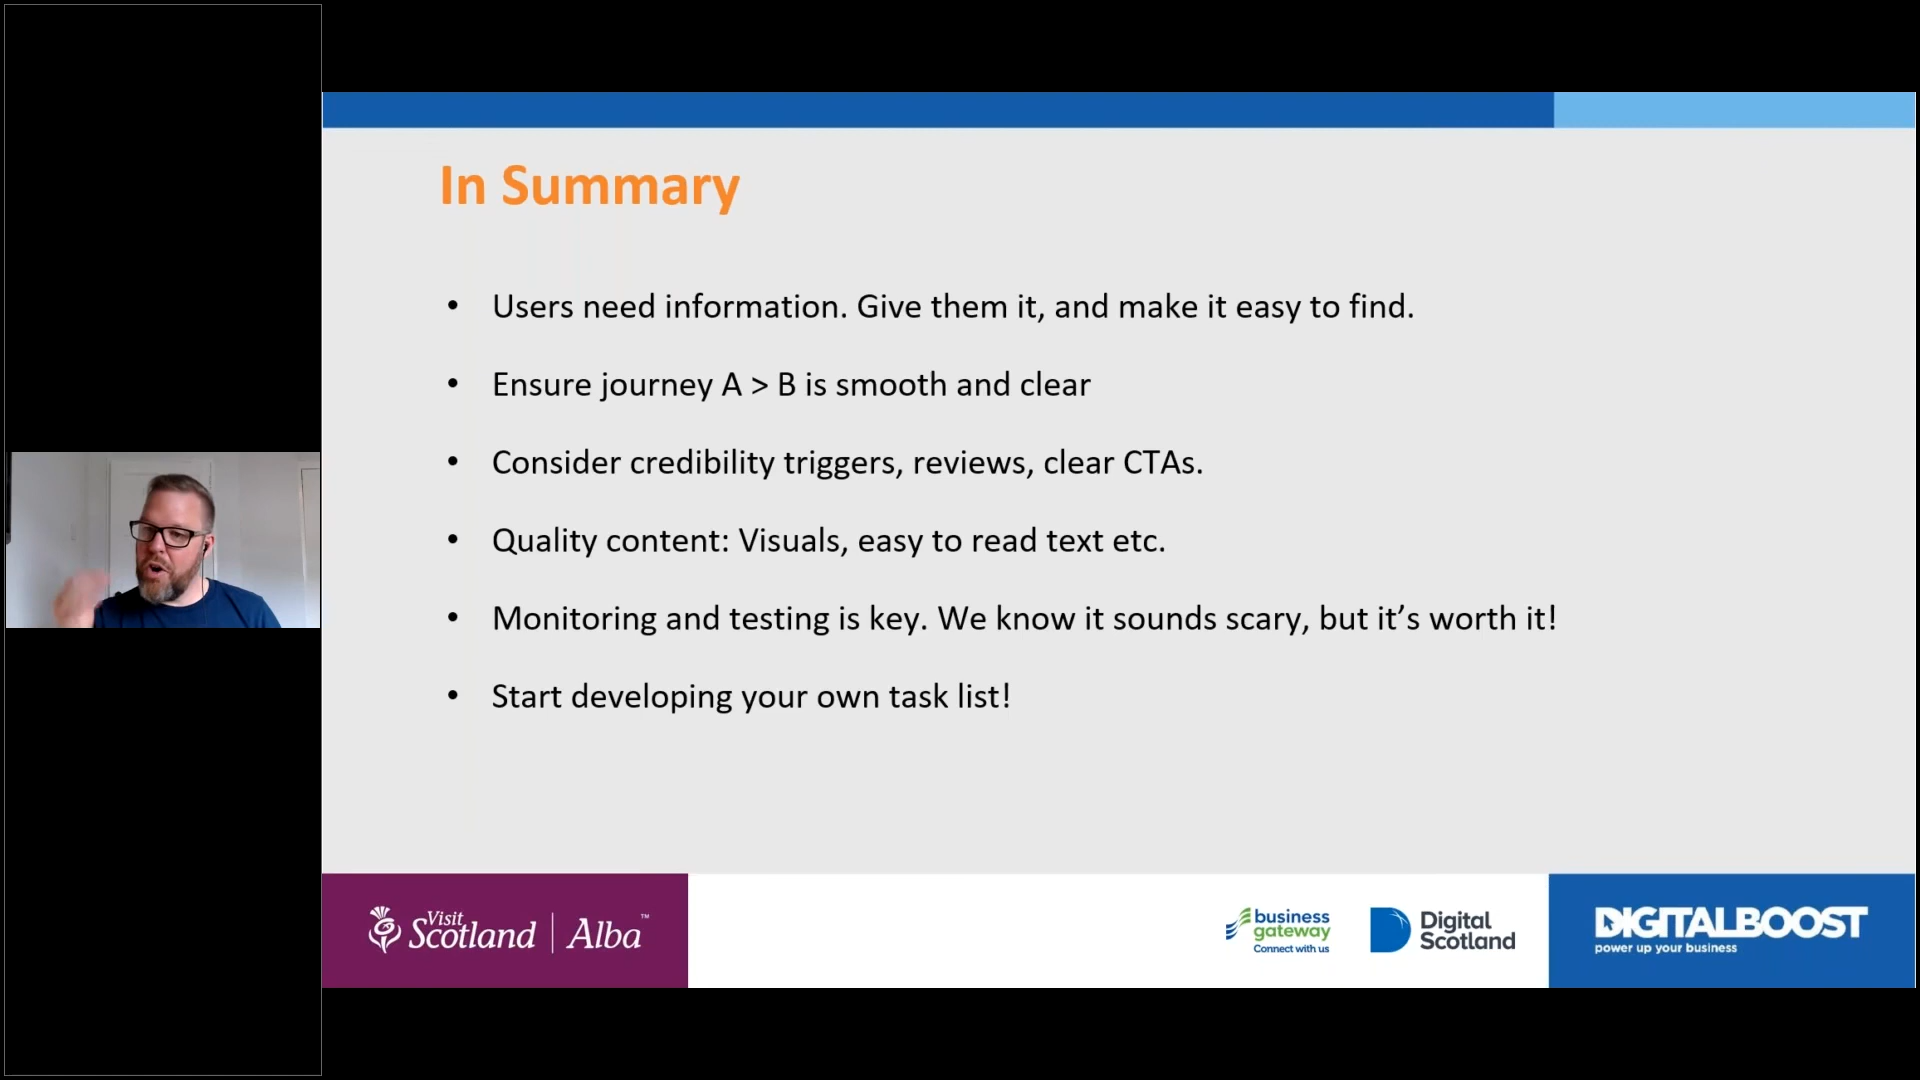 In Summary
• Users need information. Give them it, and make it easy to find.
• Ensure journey A > B is smooth and clear
• Consider credibility triggers, reviews, clear CTAs.
• Quality content: Visuals, easy to read text etc.
• Monitoring and testing is key. We know it sounds scary, but it’s worth it!
• Start developing your own task list!
Visit
Scotland | Alba™
business
gateway
Connect with us
Digital
Scotland
DIGITALBOOST
power up your business